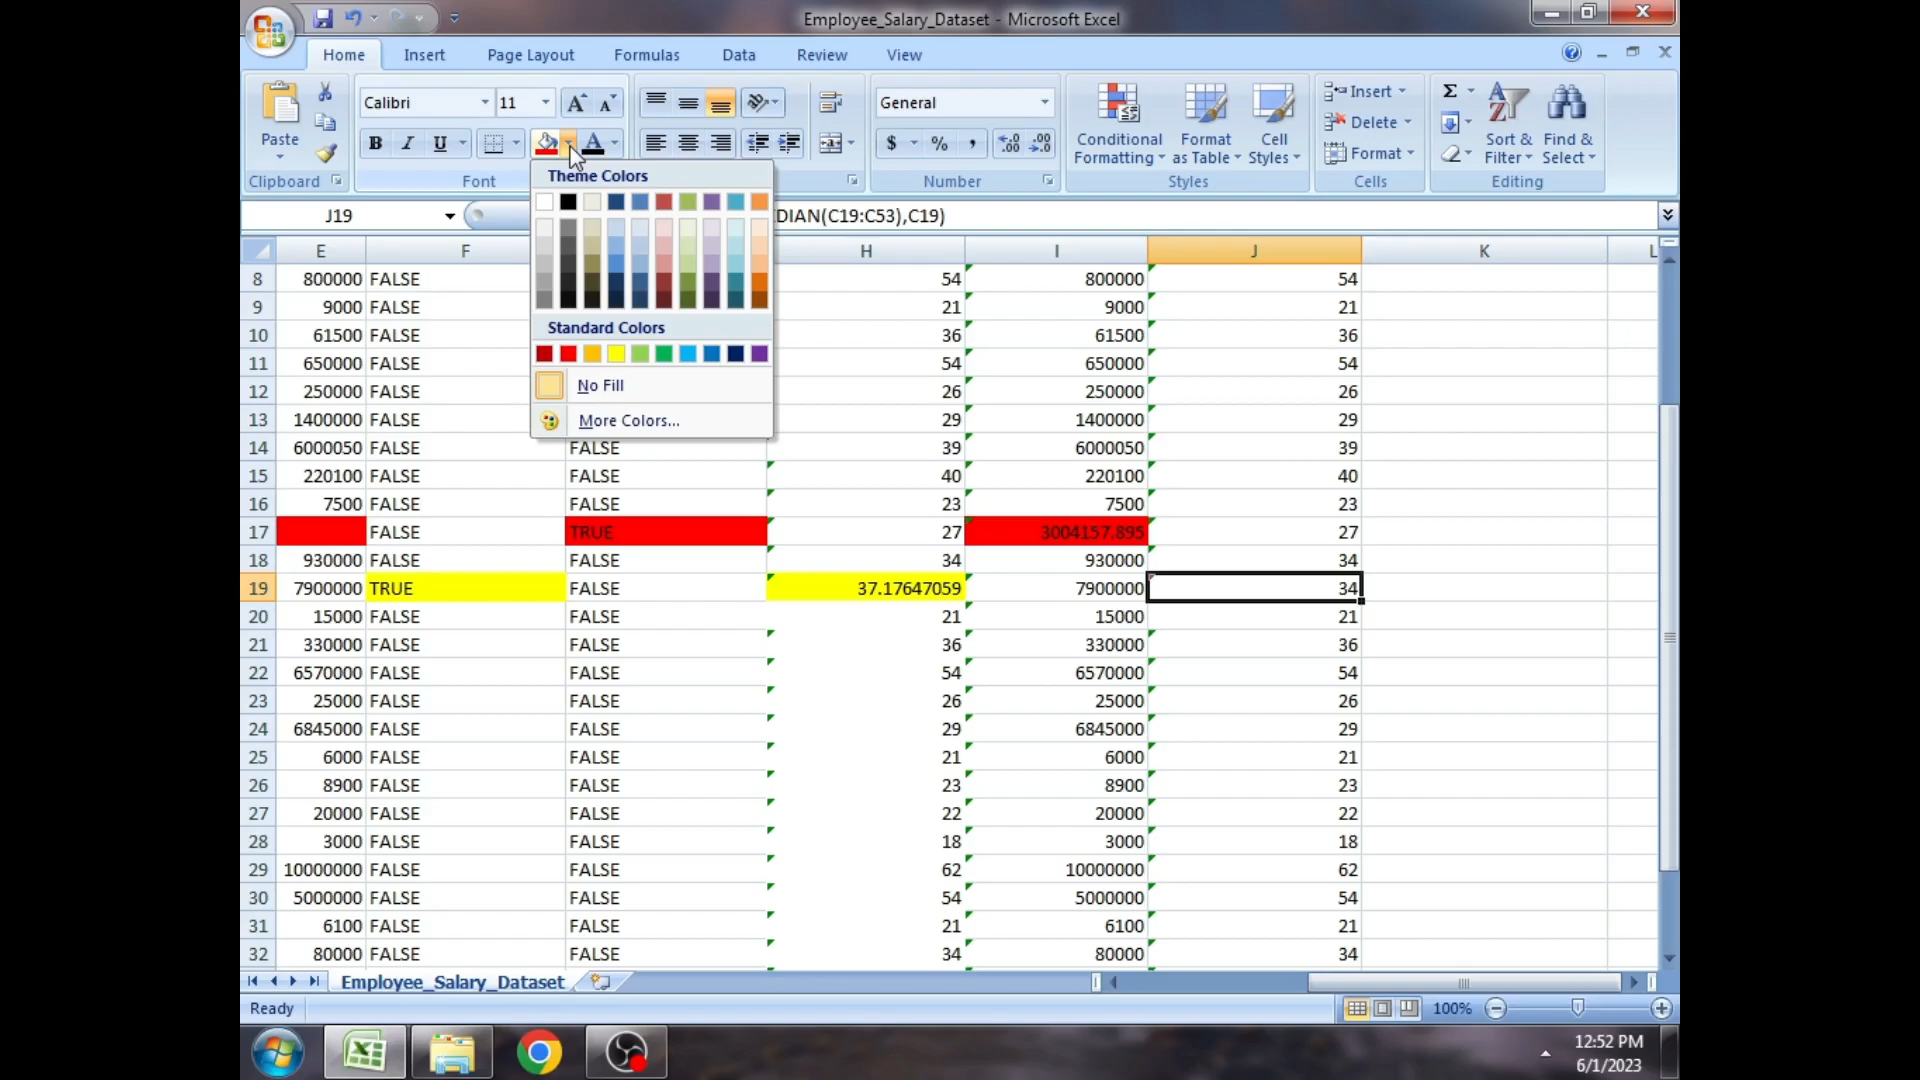 Employee_Salary_Dataset - Microsoft Excel
Home Insert Page Layout Formulas Data Review View
Calibri 11 General
Paste
B I U A $ % ,
Conditional Formatting Format as Table Cell Styles
Insert
Delete
Format
Sort & Filter Find & Select
Clipboard Font Number Styles Cells Editing
J19 DIAN(C19:C53),C19)
Theme Colors
Standard Colors
No Fill
More Colors...
E F H I J K L
8 800000 FALSE 54 800000 54
9 9000 FALSE 21 9000 21
10 61500 FALSE 36 61500 36
11 650000 FALSE 54 650000 54
12 250000 FALSE 26 250000 26
13 1400000 FALSE 29 1400000 29
14 6000050 FALSE FALSE 39 6000050 39
15 220100 FALSE FALSE 40 220100 40
16 7500 FALSE FALSE 23 7500 23
17 FALSE TRUE 27 3004157.895 27
18 930000 FALSE FALSE 34 930000 34
19 7900000 TRUE FALSE 37.17647059 7900000 34
20 15000 FALSE FALSE 21 15000 21
21 330000 FALSE FALSE 36 330000 36
22 6570000 FALSE FALSE 54 6570000 54
23 25000 FALSE FALSE 26 25000 26
24 6845000 FALSE FALSE 29 6845000 29
25 6000 FALSE FALSE 21 6000 21
26 8900 FALSE FALSE 23 8900 23
27 20000 FALSE FALSE 22 20000 22
28 3000 FALSE FALSE 18 3000 18
29 10000000 FALSE FALSE 62 10000000 62
30 5000000 FALSE FALSE 54 5000000 54
31 6100 FALSE FALSE 21 6100 21
32 80000 FALSE FALSE 34 80000 34
Employee_Salary_Dataset
Ready 100%
12:52 PM
6/1/2023